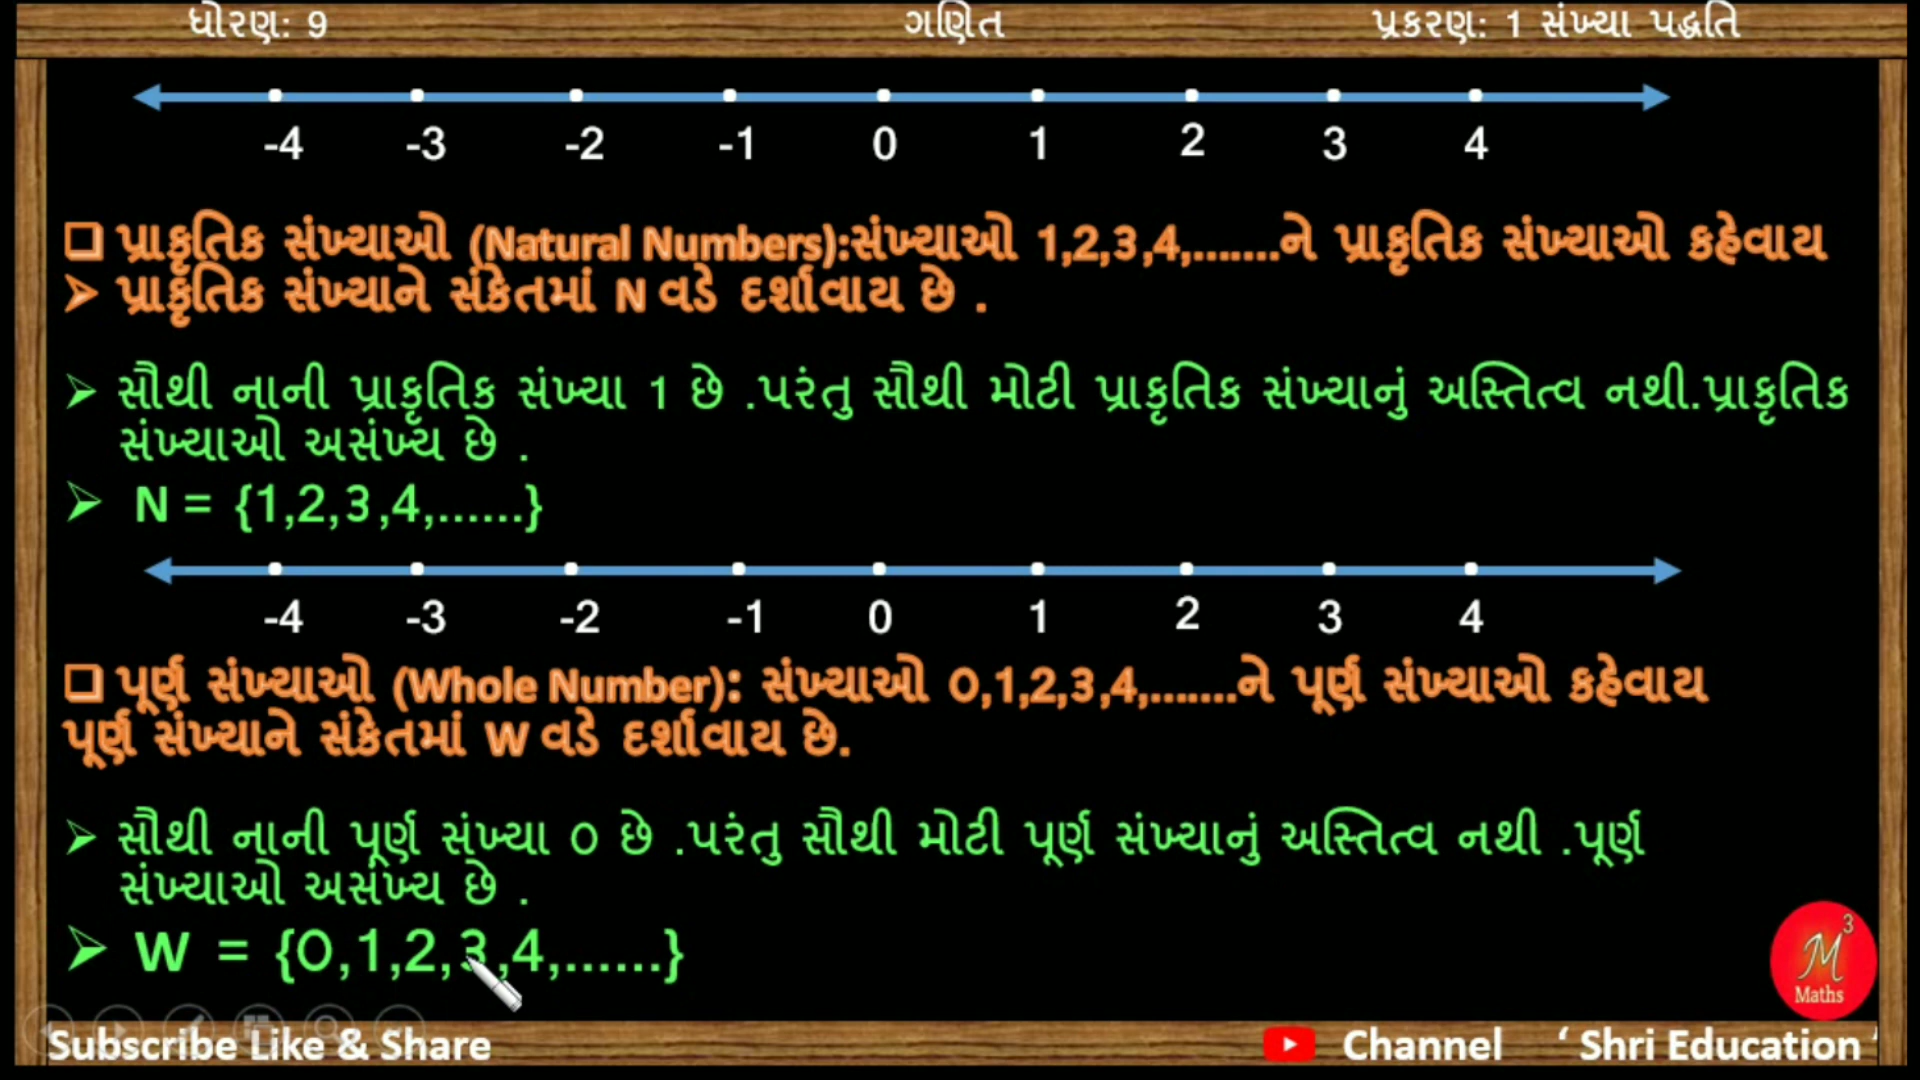 ધોરણ: 9 ગણિત પ્રકરણ: 1 સંખ્યા પદ્ધતિ
-4 -3 -2 -1 0 1 2 3 4
❑ પ્રાકૃતિક સંખ્યાઓ (Natural Numbers):સંખ્યાઓ 1,2,3,4,.......ને પ્રાકૃતિક સંખ્યાઓ કહેવાય
➢ પ્રાકૃતિક સંખ્યાને સંકેતમાં N વડે દર્શાવાય છે .
➢ સૌથી નાની પ્રાકૃતિક સંખ્યા 1 છે .પરંતુ સૌથી મોટી પ્રાકૃતિક સંખ્યાનું અસ્તિત્વ નથી.પ્રાકૃતિક
સંખ્યાઓ અસંખ્ય છે .
➢ N = {1,2,3,4,......}
-4 -3 -2 -1 0 1 2 3 4
❑ પૂર્ણ સંખ્યાઓ (Whole Number): સંખ્યાઓ 0,1,2,3,4,.......ને પૂર્ણ સંખ્યાઓ કહેવાય
પૂર્ણ સંખ્યાને સંકેતમાં W વડે દર્શાવાય છે.
➢ સૌથી નાની પૂર્ણ સંખ્યા 0 છે .પરંતુ સૌથી મોટી પૂર્ણ સંખ્યાનું અસ્તિત્વ નથી .પૂર્ણ
સંખ્યાઓ અસંખ્ય છે .
➢ W = {0,1,2,3,4,......}
M 3
Maths
Subscribe Like & Share Channel ‘ Shri Education ’